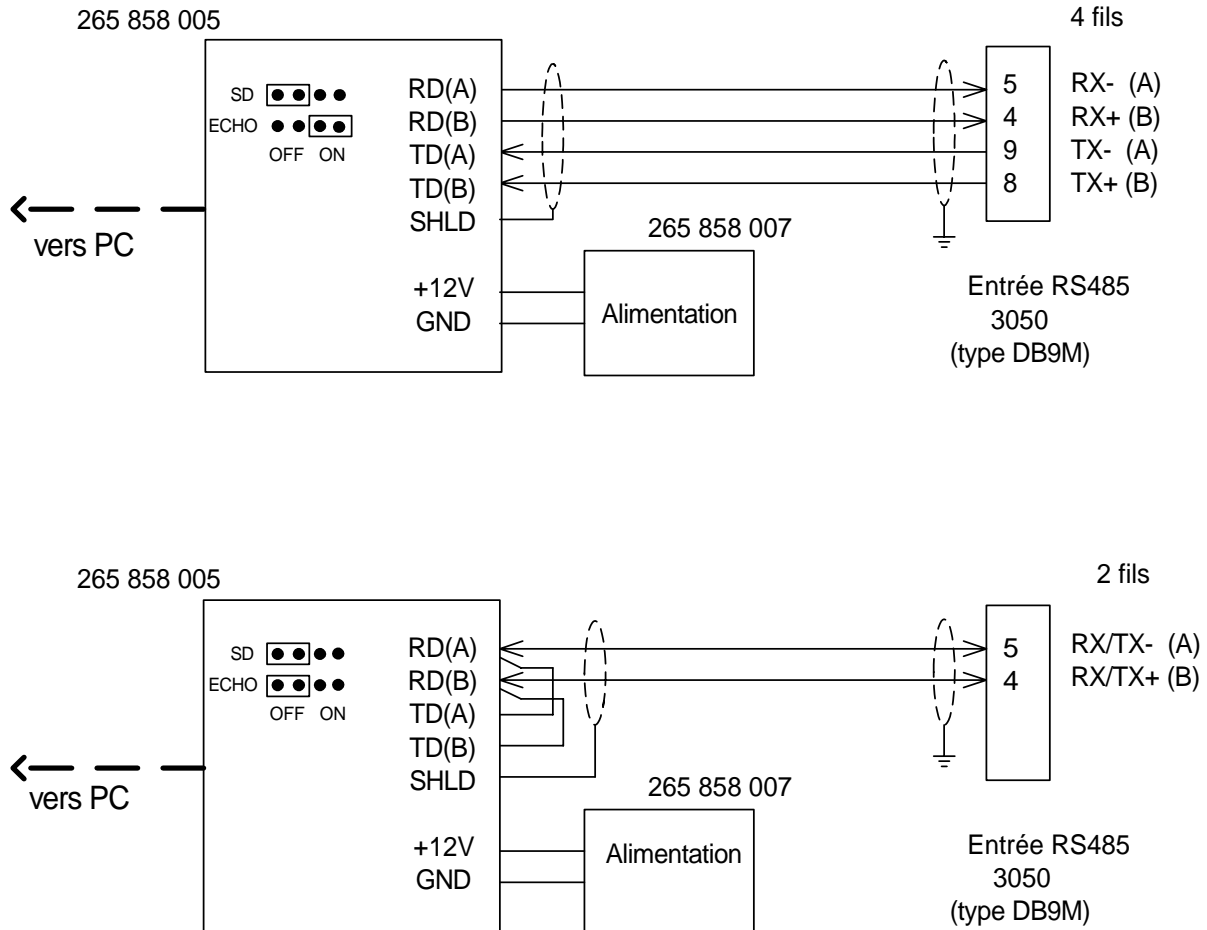 265 858 005
4 fils
SD
ECHO
OFF ON
RD(A)
RD(B)
TD(A)
TD(B)
SHLD
+12V
GND
5 RX- (A)
4 RX+ (B)
9 TX- (A)
8 TX+ (B)
vers PC
265 858 007
Alimentation
Entrée RS485
3050
(type DB9M)
265 858 005
2 fils
SD
ECHO
OFF ON
RD(A)
RD(B)
TD(A)
TD(B)
SHLD
+12V
GND
5 RX/TX- (A)
4 RX/TX+ (B)
vers PC
265 858 007
Alimentation
Entrée RS485
3050
(type DB9M)